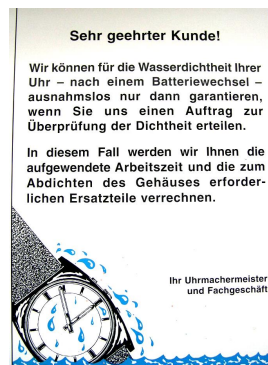 Sehr geehrter Kunde!
Wir können für die Wasserdichtheit Ihrer
Uhr – nach einem Batteriewechsel –
ausnahmslos nur dann garantieren,
wenn Sie uns einen Auftrag zur
Überprüfung der Dichtheit erteilen.
In diesem Fall werden wir Ihnen die
aufgewendete Arbeitszeit und die zum
Abdichten des Gehäuses erforder-
lichen Ersatzteile verrechnen.
Ihr Uhrmachermeister
und Fachgeschäft